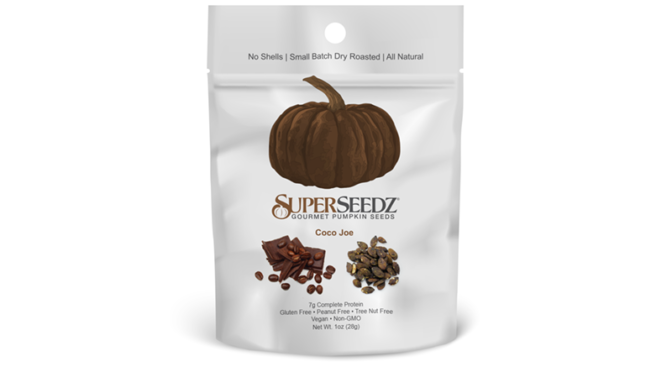 No Shells | Small Batch Dry Roasted | All Natural
SUPERSEEDZ™
GOURMET PUMPKIN SEEDS
Coco Joe
7g Complete Protein
Gluten Free • Peanut Free • Tree Nut Free
Vegan • Non-GMO
Net Wt. 1oz (28g)